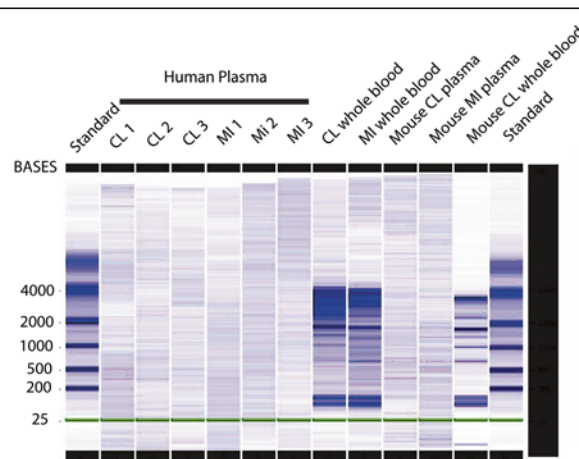 Human Plasma
Standard
CL 1
CL 2
CL 3
MI 1
Mi 2
MI 3
CL whole blood
MI whole blood
Mouse CL plasma
Mouse MI plasma
Mouse CL whole blood
Standard
BASES
4000
2000
1000
500
200
25